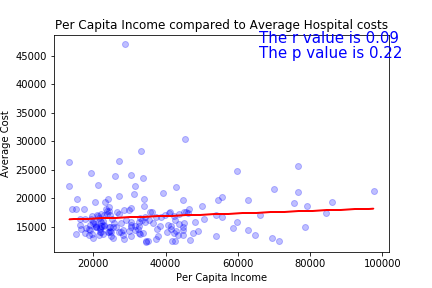 Per Capita Income compared to Average Hospital costs
The r value is 0.09
The p value is 0.22
45000
40000
35000
30000
25000
20000
15000
Average Cost
20000 40000 60000 80000 100000
Per Capita Income